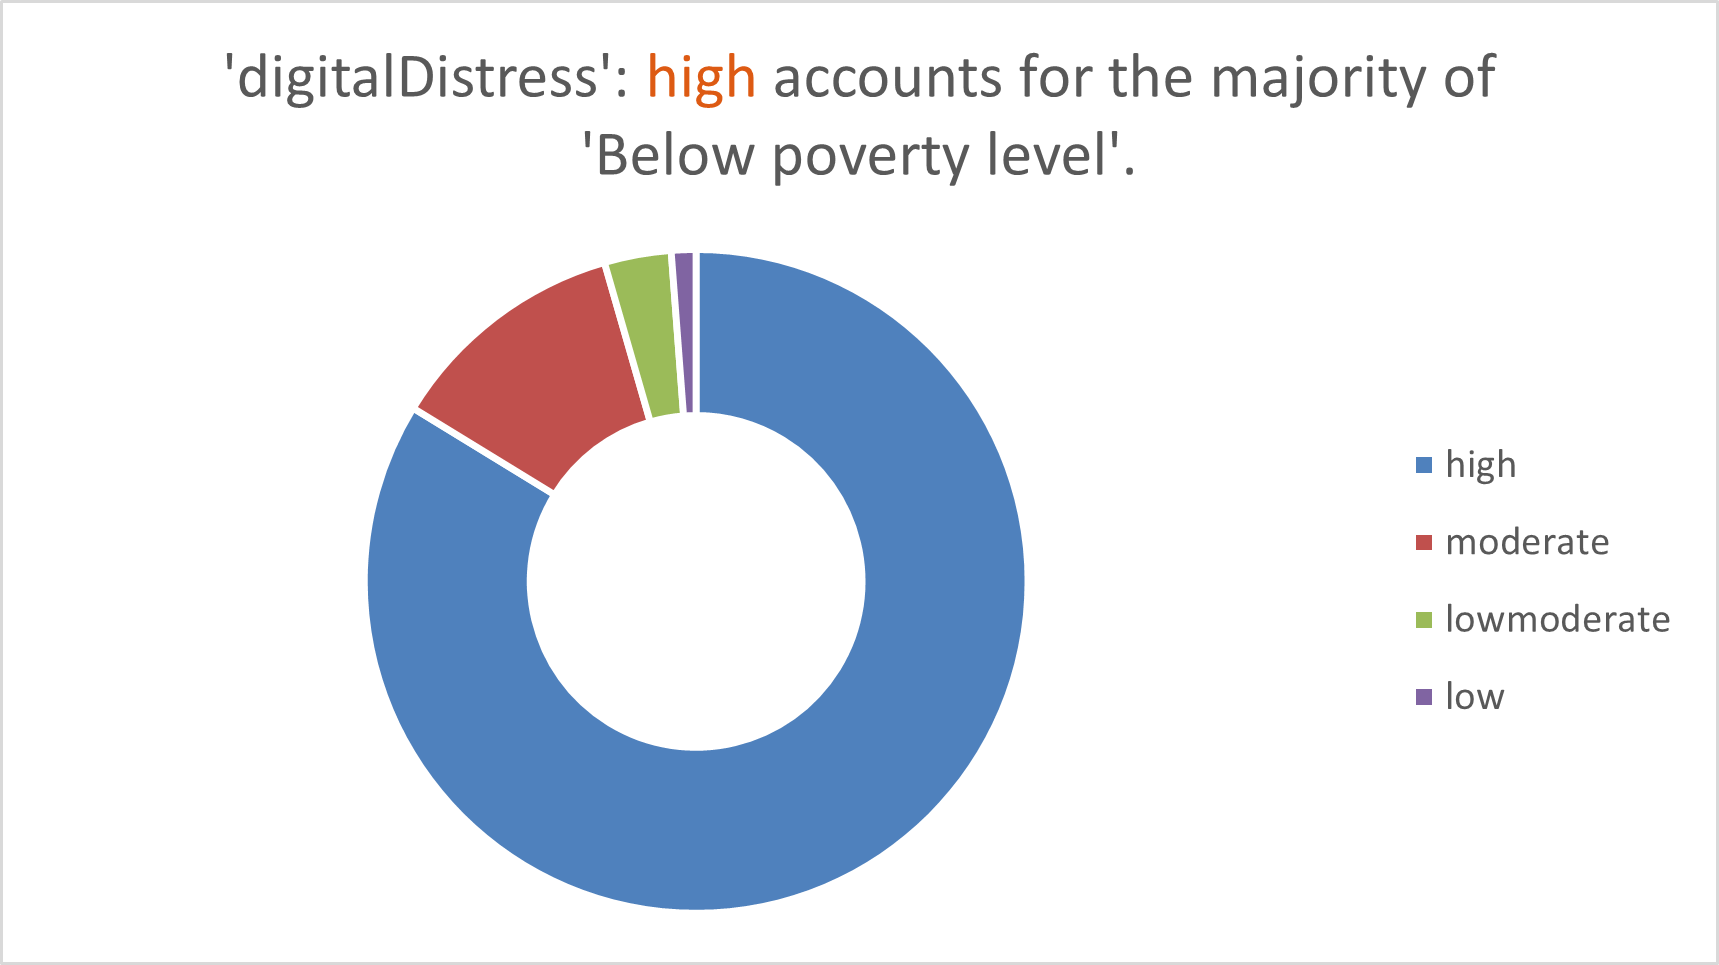 'digitalDistress': high accounts for the majority of
'Below poverty level'.
high
moderate
lowmoderate
low